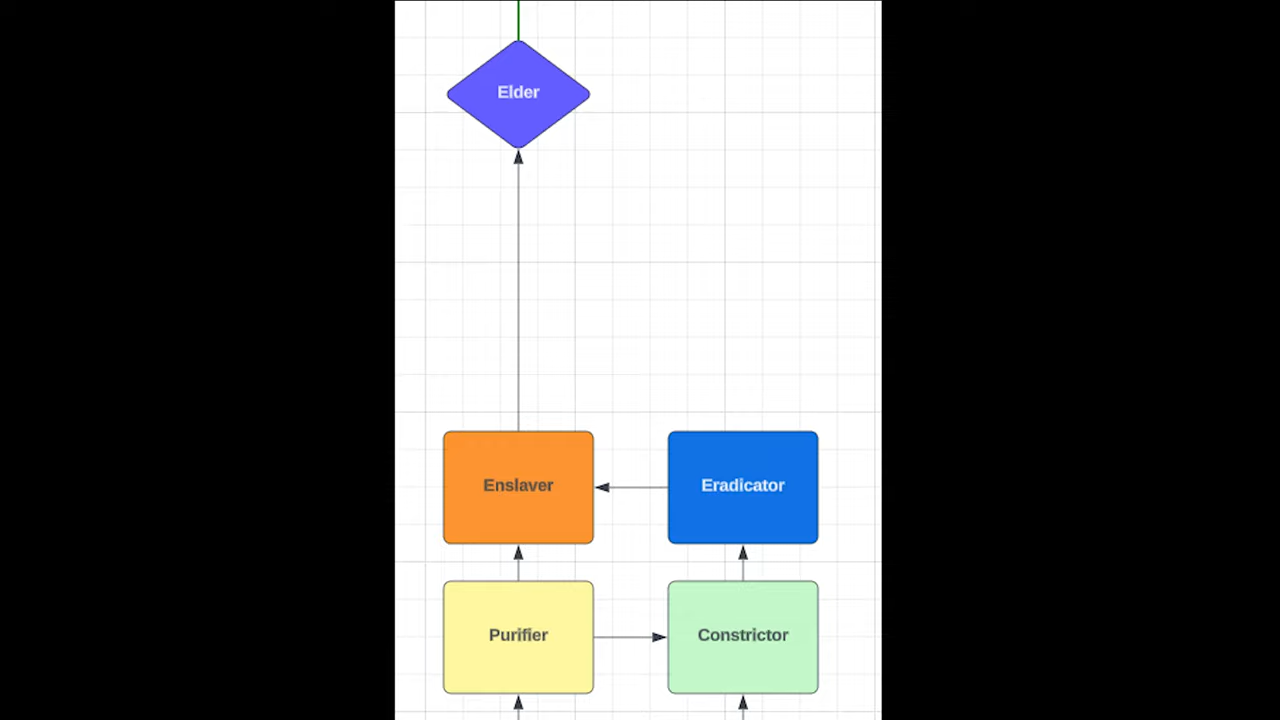 Elder
Enslaver
Eradicator
Purifier
Constrictor